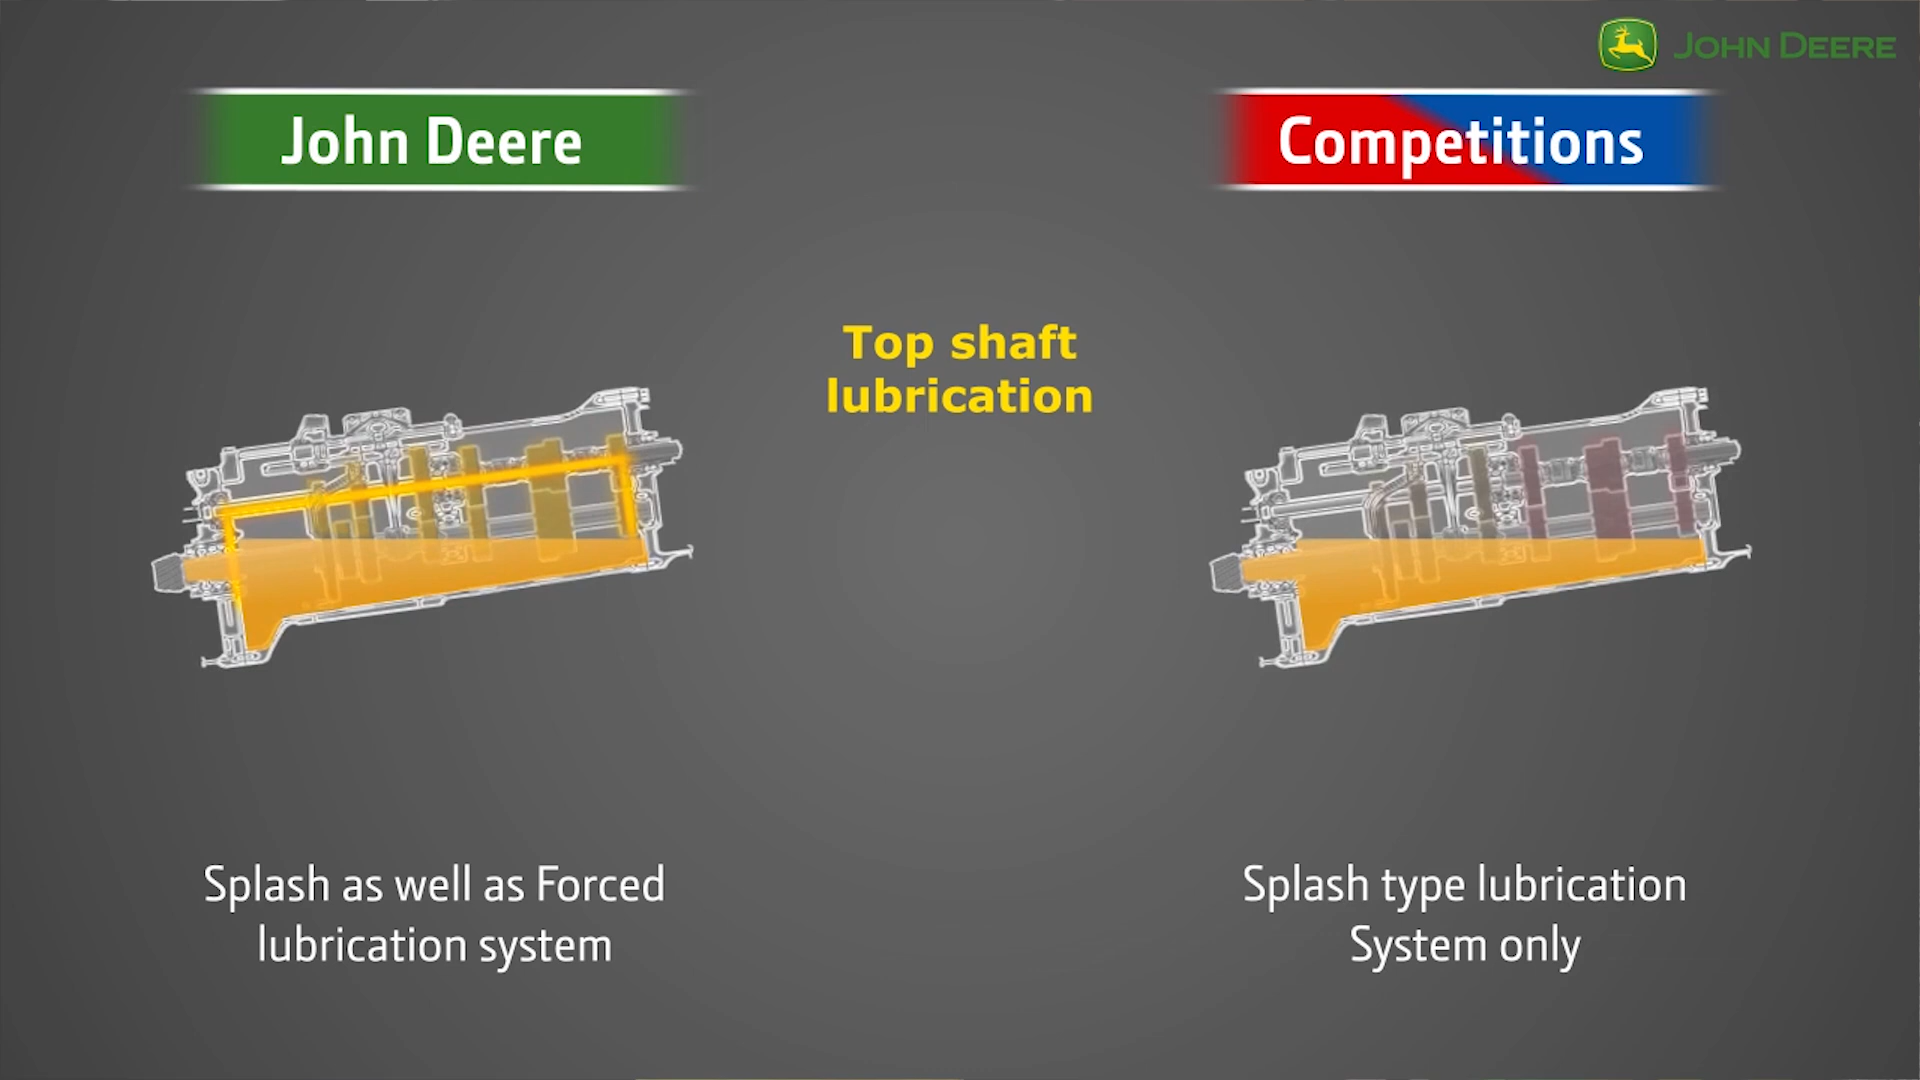 JOHN DEERE
John Deere
Competitions
Top shaft
lubrication
Splash as well as Forced
lubrication system
Splash type lubrication
System only